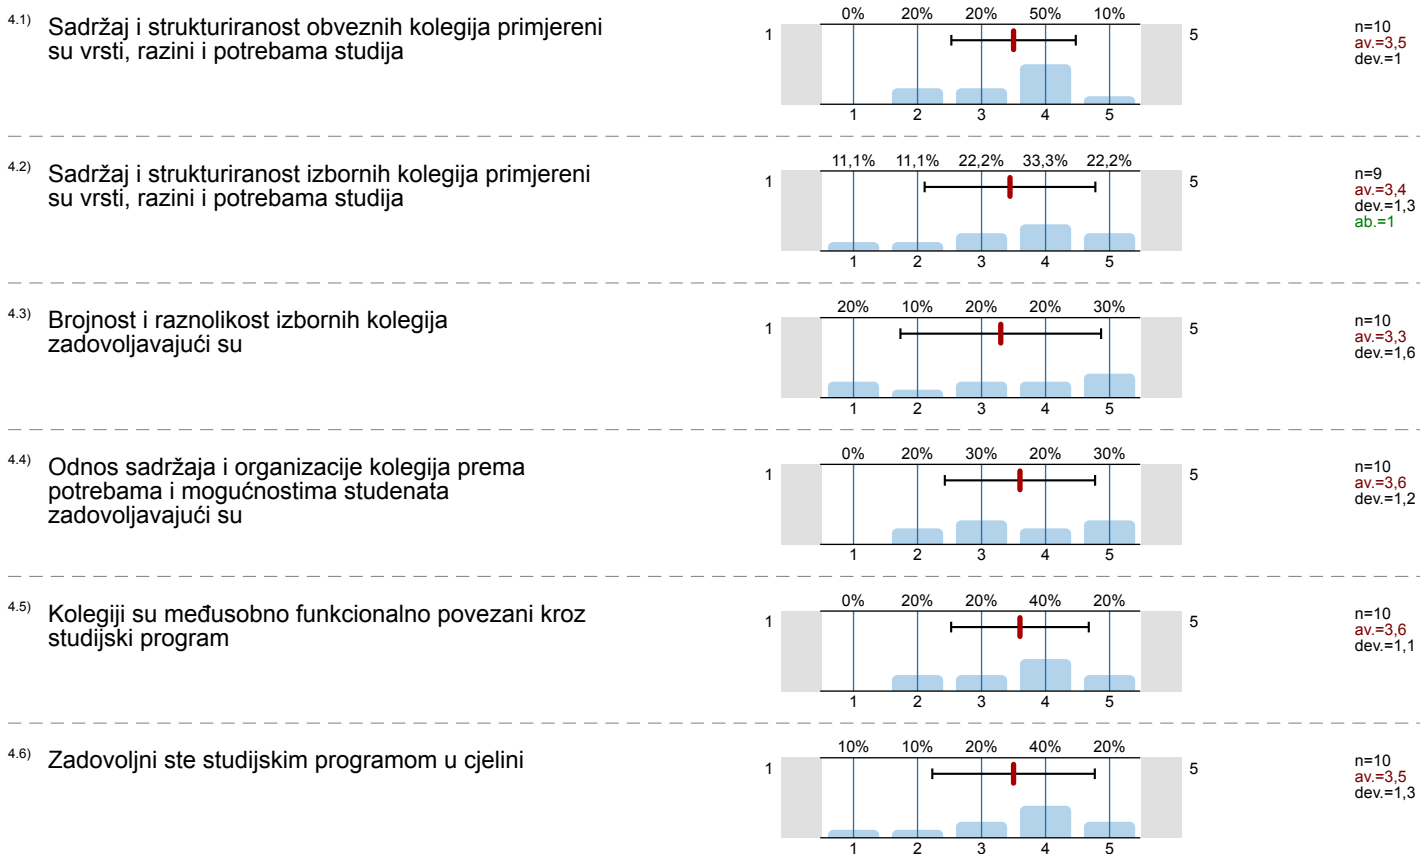 4.1) Sadržaj i strukturiranost obveznih kolegija primjereni
su vrsti, razini i potrebama studija
0% 20% 20% 50% 10%
1 5
1 2 3 4 5
n=10
av.=3,5
dev.=1
4.2) Sadržaj i strukturiranost izbornih kolegija primjereni
su vrsti, razini i potrebama studija
11,1% 11,1% 22,2% 33,3% 22,2%
1 5
1 2 3 4 5
n=9
av.=3,4
dev.=1,3
ab.=1
4.3) Brojnost i raznolikost izbornih kolegija
zadovoljavajući su
20% 10% 20% 20% 30%
1 5
1 2 3 4 5
n=10
av.=3,3
dev.=1,6
4.4) Odnos sadržaja i organizacije kolegija prema
potrebama i mogućnostima studenata
zadovoljavajući su
0% 20% 30% 20% 30%
1 5
1 2 3 4 5
n=10
av.=3,6
dev.=1,2
4.5) Kolegiji su međusobno funkcionalno povezani kroz
studijski program
0% 20% 20% 40% 20%
1 5
1 2 3 4 5
n=10
av.=3,6
dev.=1,1
4.6) Zadovoljni ste studijskim programom u cjelini
10% 10% 20% 40% 20%
1 5
1 2 3 4 5
n=10
av.=3,5
dev.=1,3